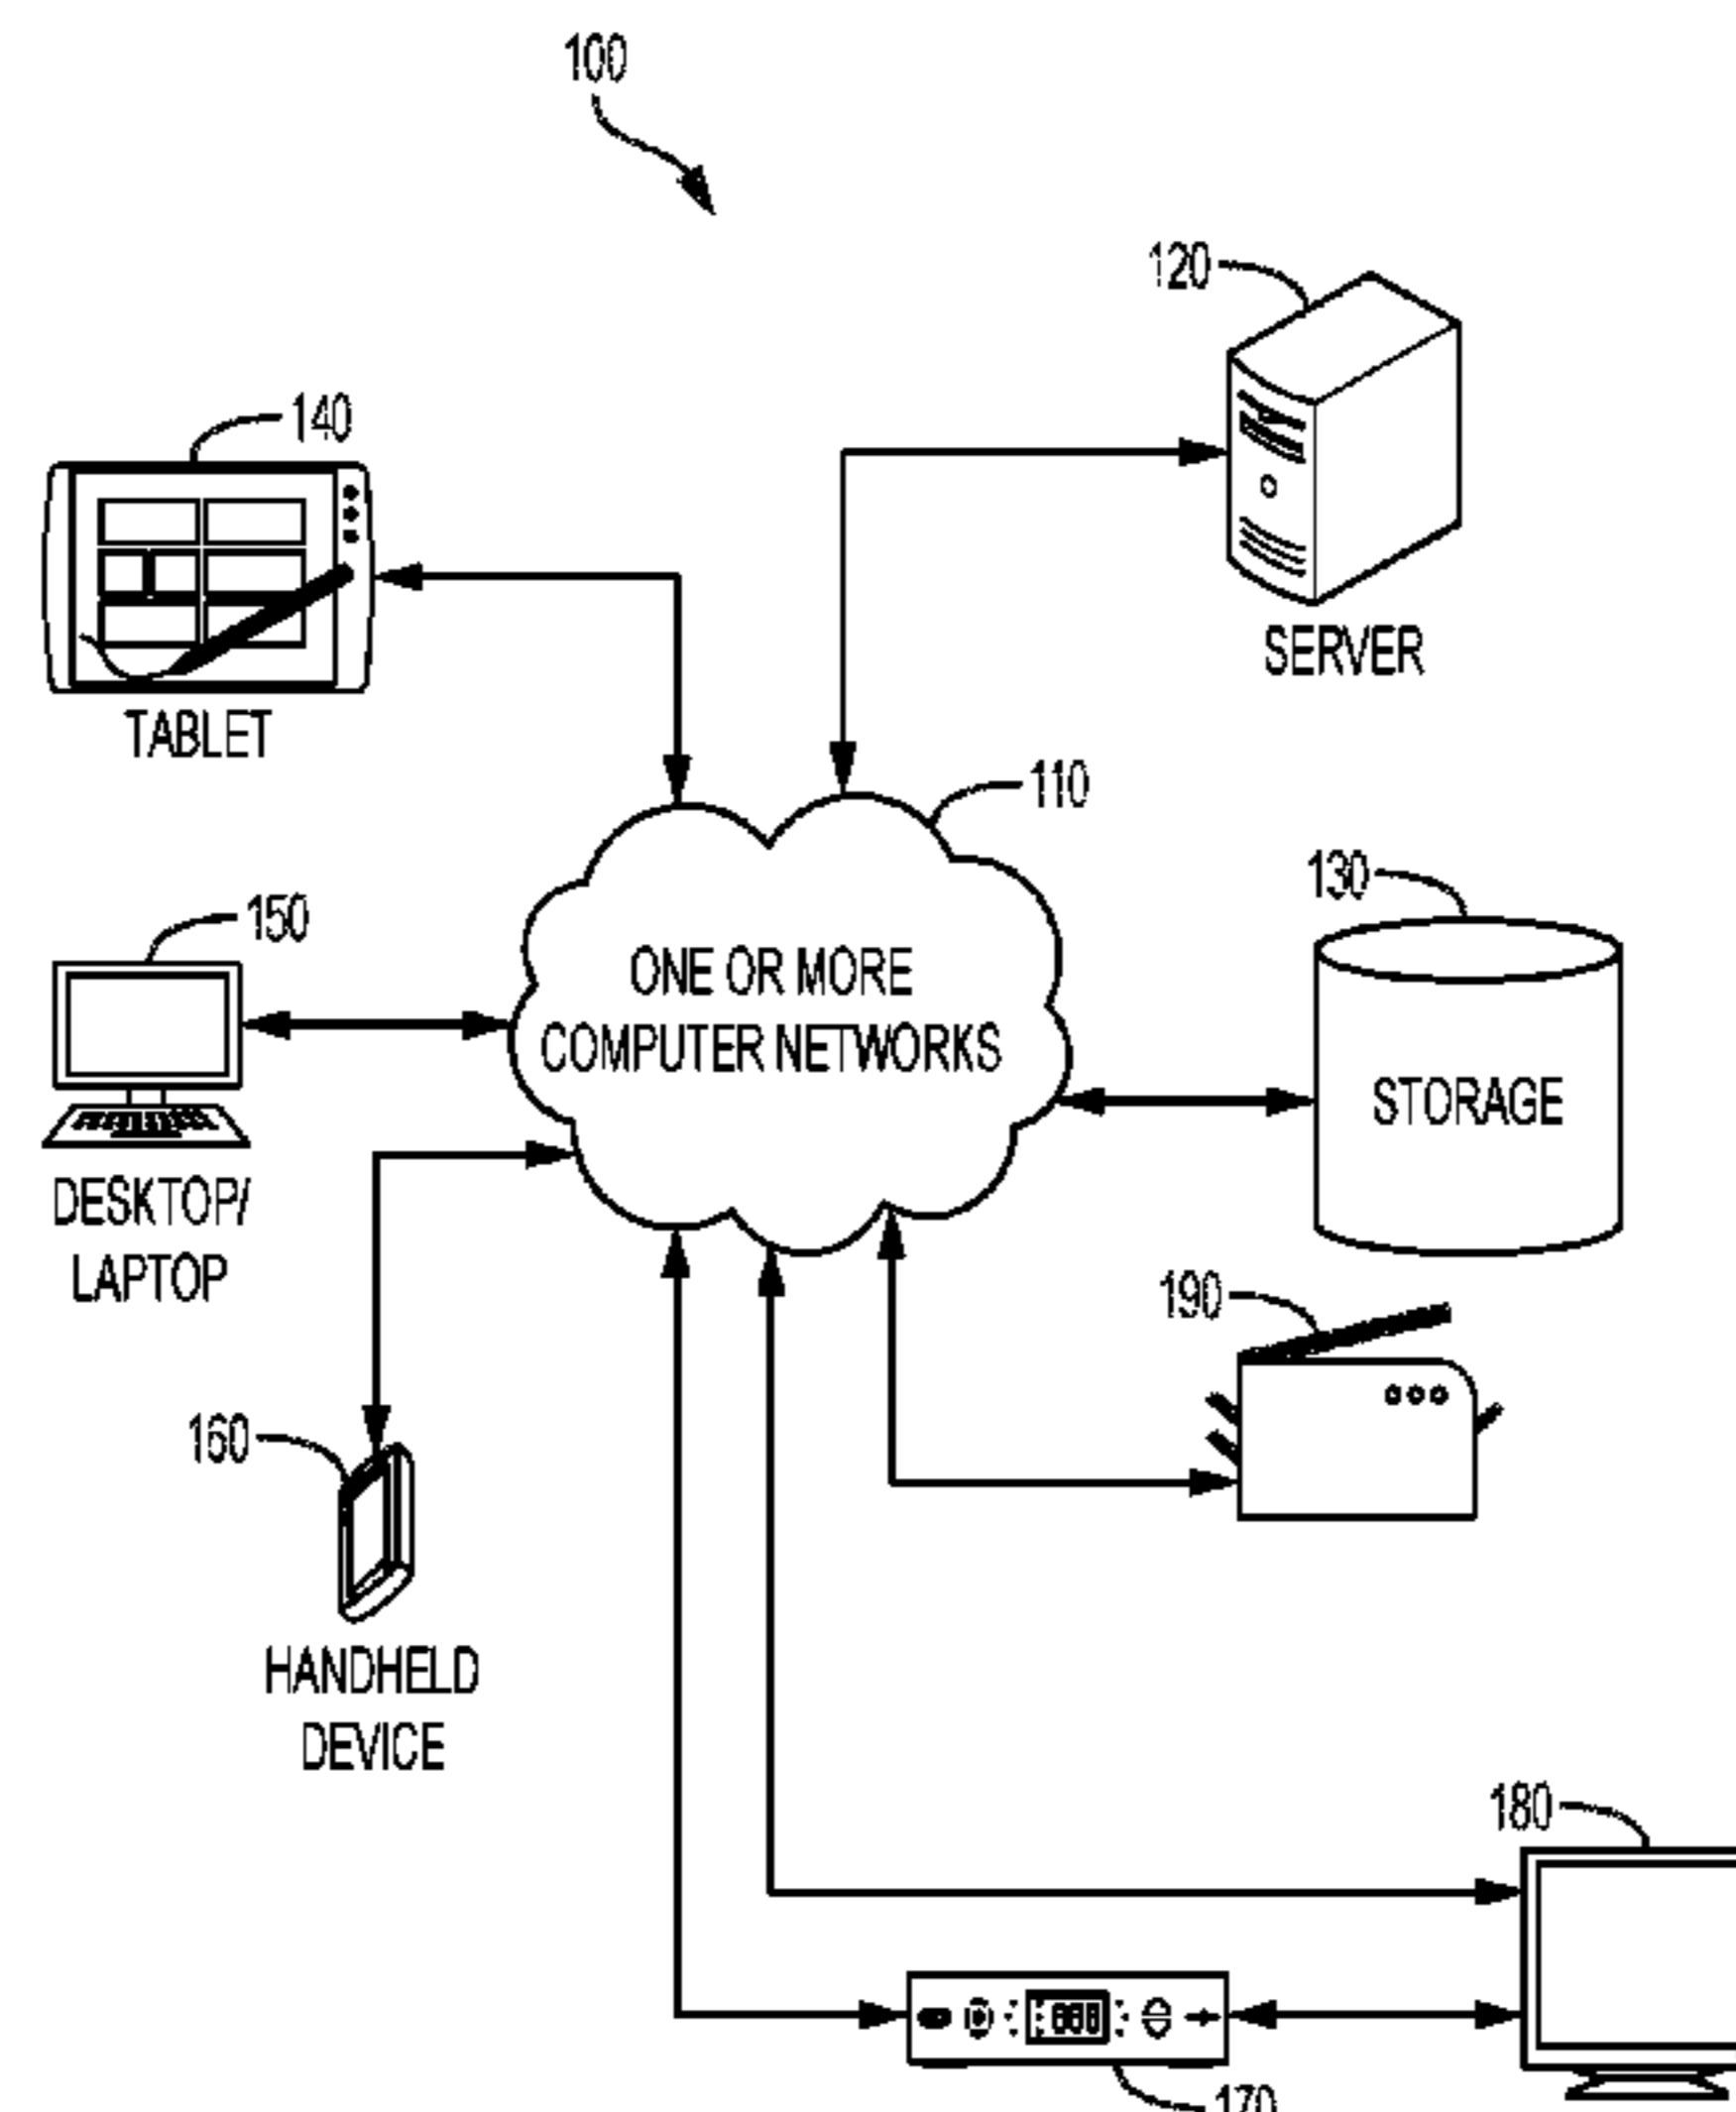 100
120
140
SERVER
TABLET
110
130
150
ONE OR MORE
COMPUTER NETWORKS
STORAGE
DESKTOP/
LAPTOP
190
160
HANDHELD
DEVICE
180
170